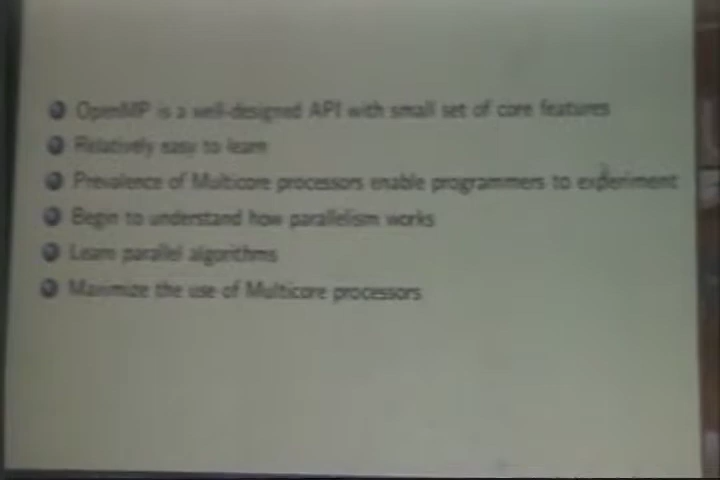 OpenMP is a well-designed API with small set of core features
Relatively easy to learn
Prevalence of Multicore processors enable programmers to experiment
Begin to understand how parallelism works
Learn parallel algorithms
Maximize the use of Multicore processors